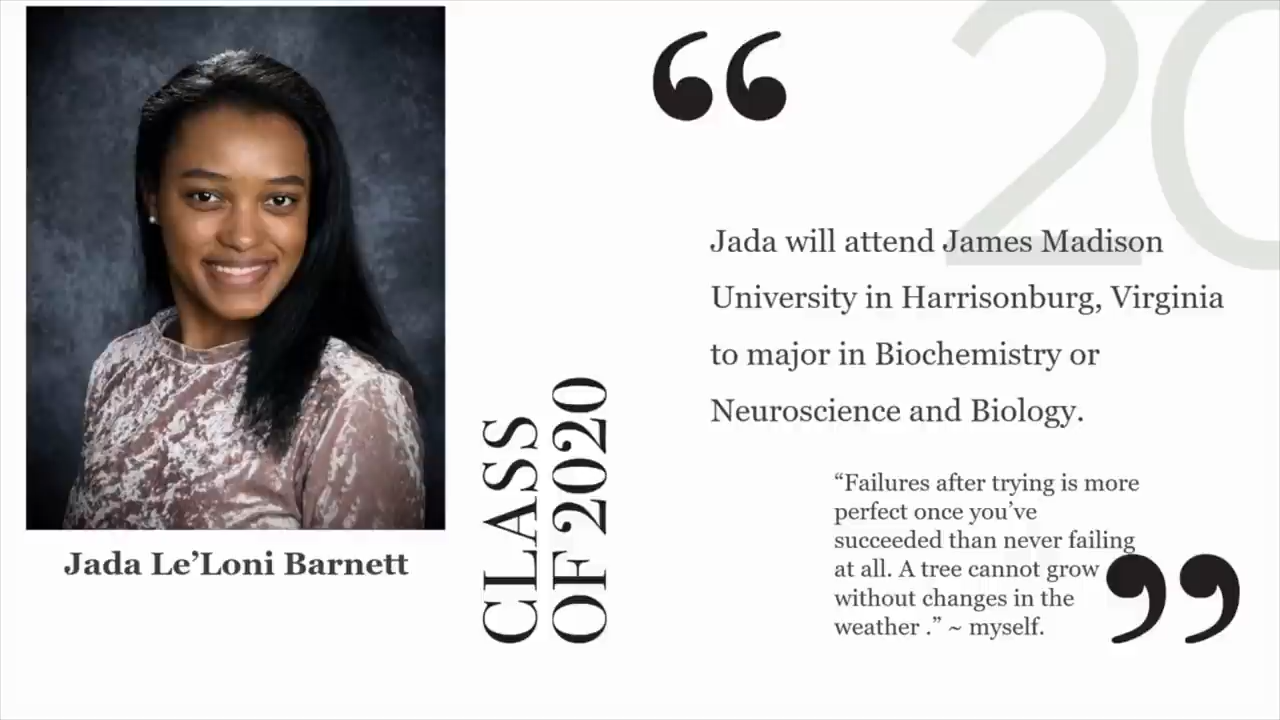 20
Jada will attend James Madison
University in Harrisonburg, Virginia
to major in Biochemistry or
Neuroscience and Biology.
“Failures after trying is more
perfect once you’ve
succeeded than never failing
at all. A tree cannot grow
without changes in the
weather .” ~ myself.
Jada Le’Loni Barnett
CLASS
OF 2020